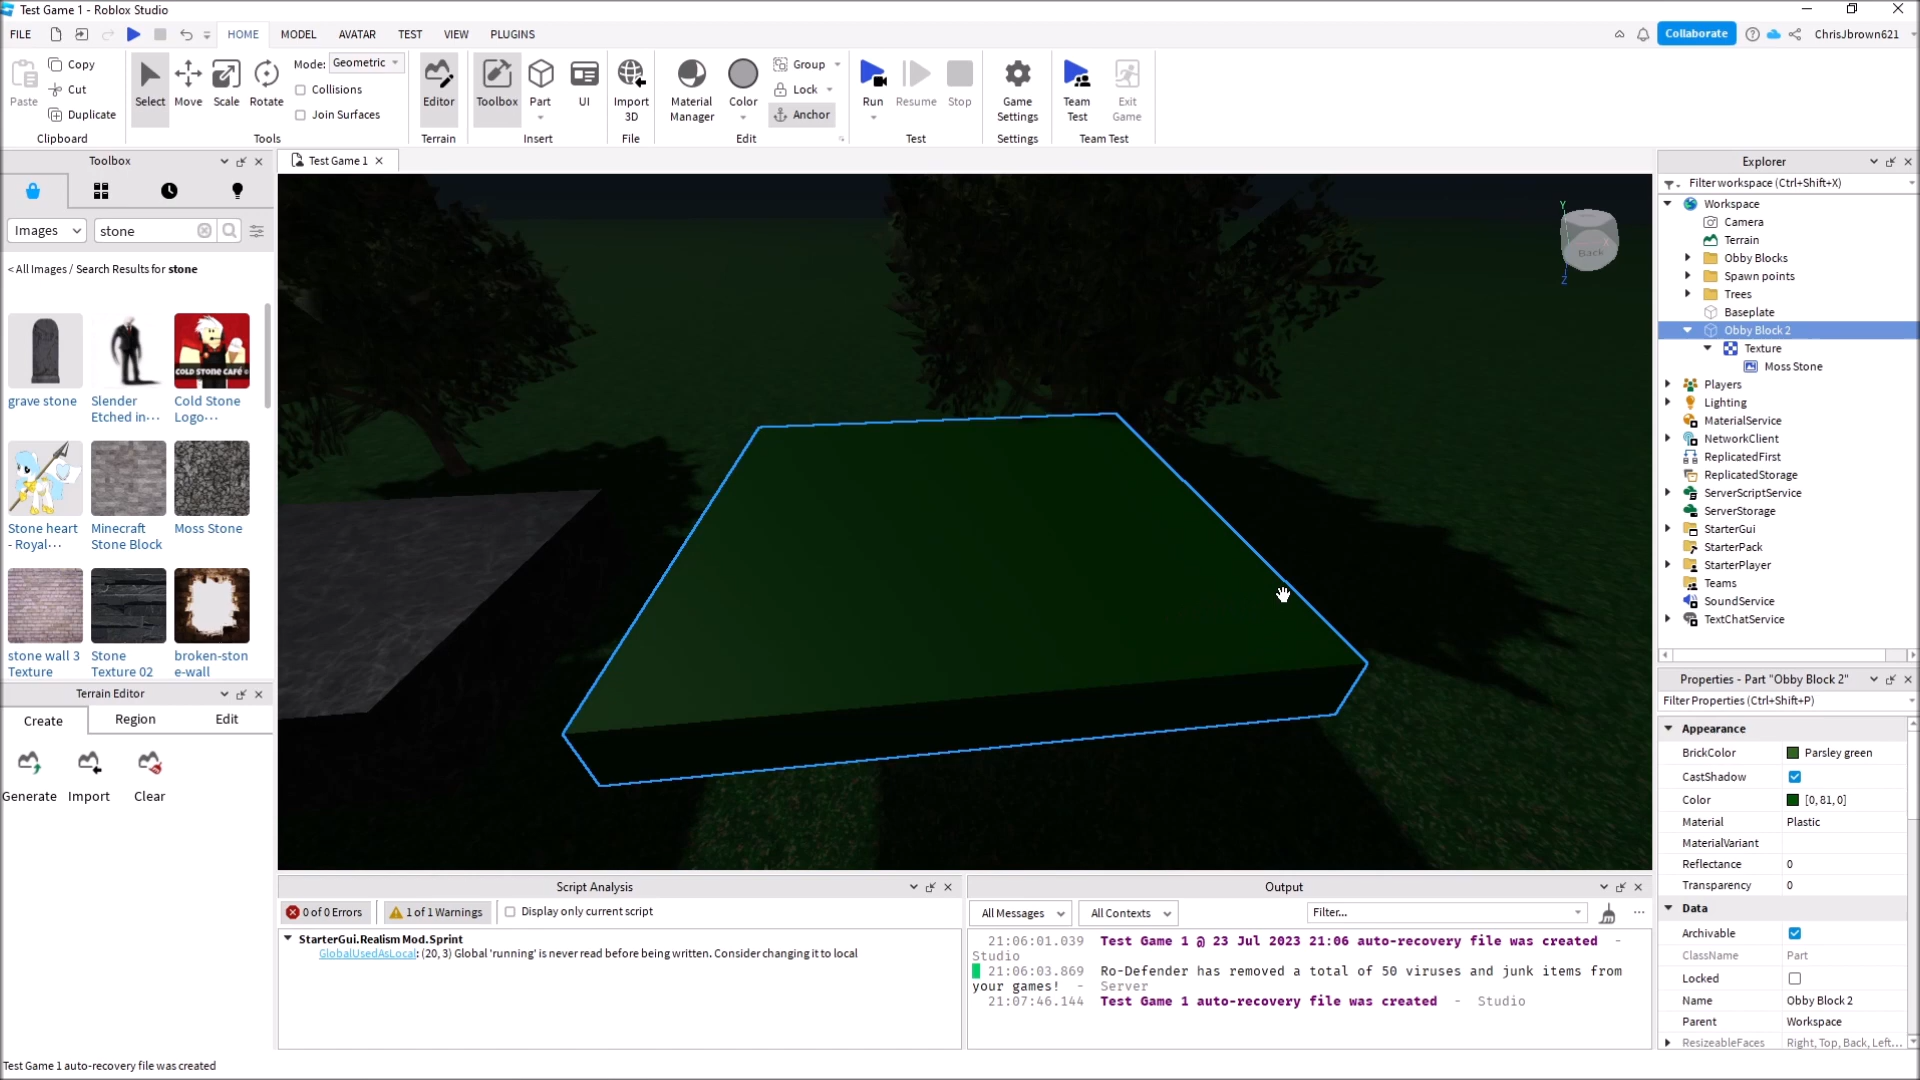 Test Game 1 - Roblox Studio
FILE
HOME
MODEL
AVATAR
TEST
VIEW
PLUGINS
Collaborate
ChrisJbrown621
Paste
Copy
Cut
Duplicate
Clipboard
Select
Move
Scale
Rotate
Mode:
Geometric
Collisions
Join Surfaces
Tools
Editor
Terrain
Toolbox
Part
UI
Insert
Import
3D
File
Material
Manager
Color
Group
Lock
Anchor
Edit
Run
Resume
Stop
Test
Game
Settings
Settings
Team
Test
Exit
Game
Team Test
Toolbox
Images
stone
< All Images / Search Results for stone
grave stone
Slender
Etched in···
COLD STONE CAFÉ
Cold Stone
Logo···
Stone heart
- Royal···
Minecraft
Stone Block
Moss Stone
stone wall 3
Texture
Stone
Texture 02
broken-ston
e-wall
Terrain Editor
Create
Region
Edit
Generate
Import
Clear
Test Game 1
Y
Back
Z
Script Analysis
0 of 0 Errors
1 of 1 Warnings
Display only current script
StarterGui.Realism Mod.Sprint
GlobalUsedAsLocal: (20, 3) Global 'running' is never read before being written. Consider changing it to local
Output
All Messages
All Contexts
Filter...
21:06:01.039 Test Game 1 @ 23 Jul 2023 21:06 auto-recovery file was created -
Studio
21:06:03.869 Ro-Defender has removed a total of 50 viruses and junk items from
your games! - Server
21:07:46.144 Test Game 1 auto-recovery file was created - Studio
Explorer
Filter workspace (Ctrl+Shift+X)
Workspace
Camera
Terrain
Obby Blocks
Spawn points
Trees
Baseplate
Obby Block 2
Texture
Moss Stone
Players
Lighting
MaterialService
NetworkClient
ReplicatedFirst
ReplicatedStorage
ServerScriptService
ServerStorage
StarterGui
StarterPack
StarterPlayer
Teams
SoundService
TextChatService
Properties - Part "Obby Block 2"
Filter Properties (Ctrl+Shift+P)
Appearance
BrickColor Parsley green
CastShadow
Color [0, 81, 0]
Material Plastic
MaterialVariant
Reflectance 0
Transparency 0
Data
Archivable
ClassName Part
Locked
Name Obby Block 2
Parent Workspace
ResizeableFaces Right, Top, Back, Left...
Test Game 1 auto-recovery file was created